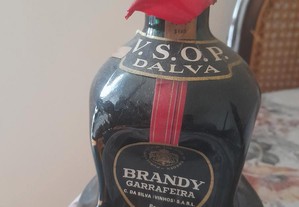 V.S.O.P.
DALVA
BRANDY
GARRAFEIRA
C. DA SILVA (VINHOS) S.A.R.L.